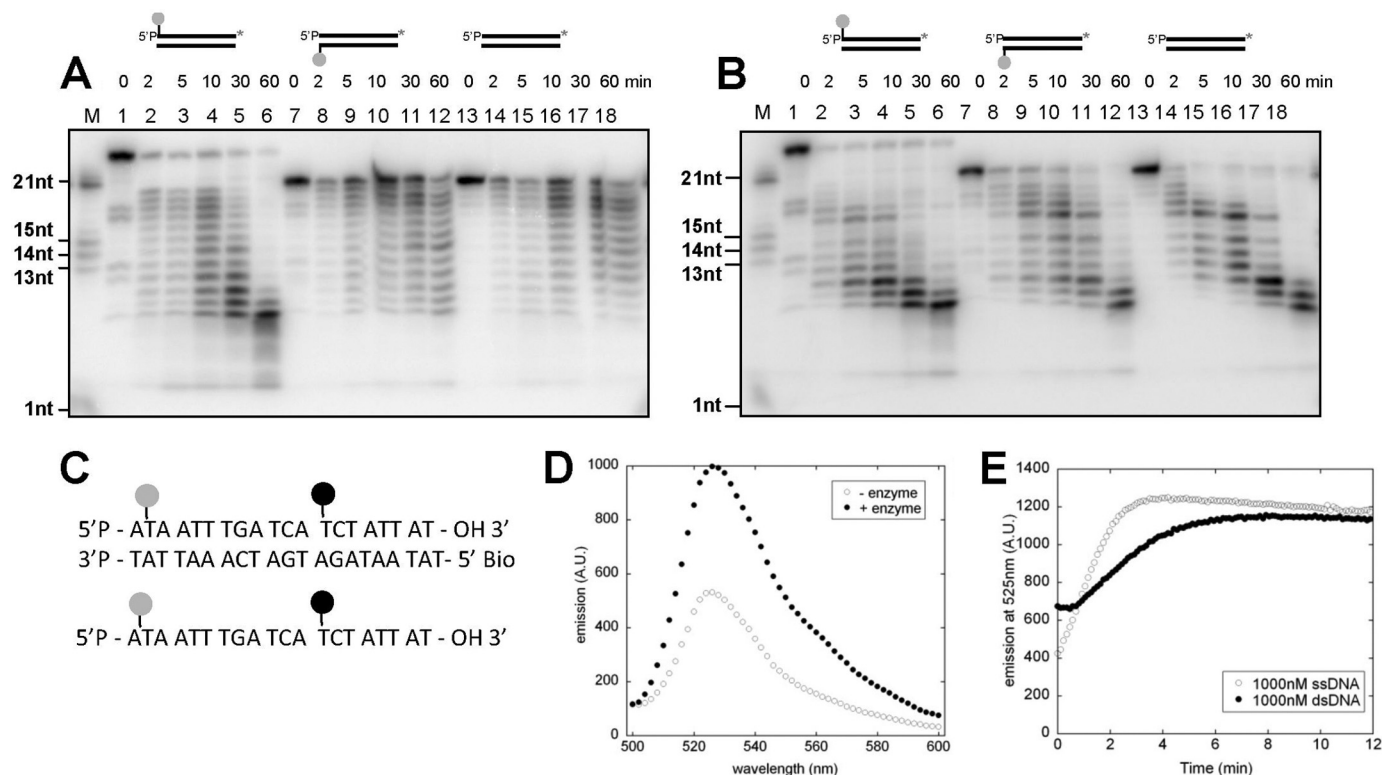 5'P * 5'P * 5'P *
A 0 2 5 10 30 60 0 2 5 10 30 60 0 2 5 10 30 60 min
M 1 2 3 4 5 6 7 8 9 10 11 12 13 14 15 16 17 18
21nt
15nt
14nt
13nt
1nt
5'P * 5'P * 5'P *
B 0 2 5 10 30 60 0 2 5 10 30 60 0 2 5 10 30 60 min
M 1 2 3 4 5 6 7 8 9 10 11 12 13 14 15 16 17 18
21nt
15nt
14nt
13nt
1nt
C
5'P - ATA ATT TGA TCA TCT ATT AT - OH 3'
3'P - TAT TAA ACT AGT AGATAA TAT- 5' Bio
5'P - ATA ATT TGA TCA TCT ATT AT - OH 3'
D
1000
800
600
400
200
0
emission (A.U.)
- enzyme
+ enzyme
500 520 540 560 580 600
wavelength (nm)
E
1400
1200
1000
800
600
400
200
0
emission at 525nm (A.U.)
1000nM ssDNA
1000nM dsDNA
0 2 4 6 8 10 12
Time (min)